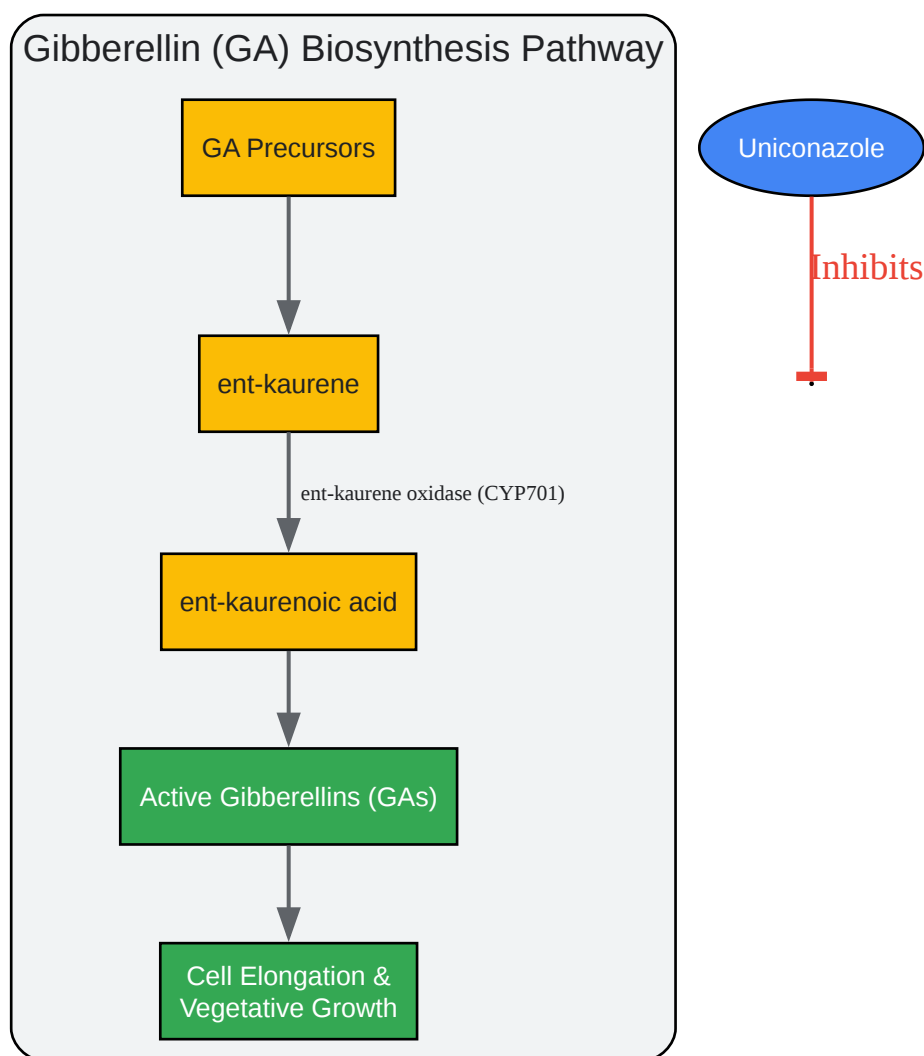 Gibberellin (GA) Biosynthesis Pathway
GA Precursors
Uniconazole
Inhibits
ent-kaurene
ent-kaurene oxidase (CYP701)
ent-kaurenoic acid
Active Gibberellins (GAs)
Cell Elongation &
Vegetative Growth